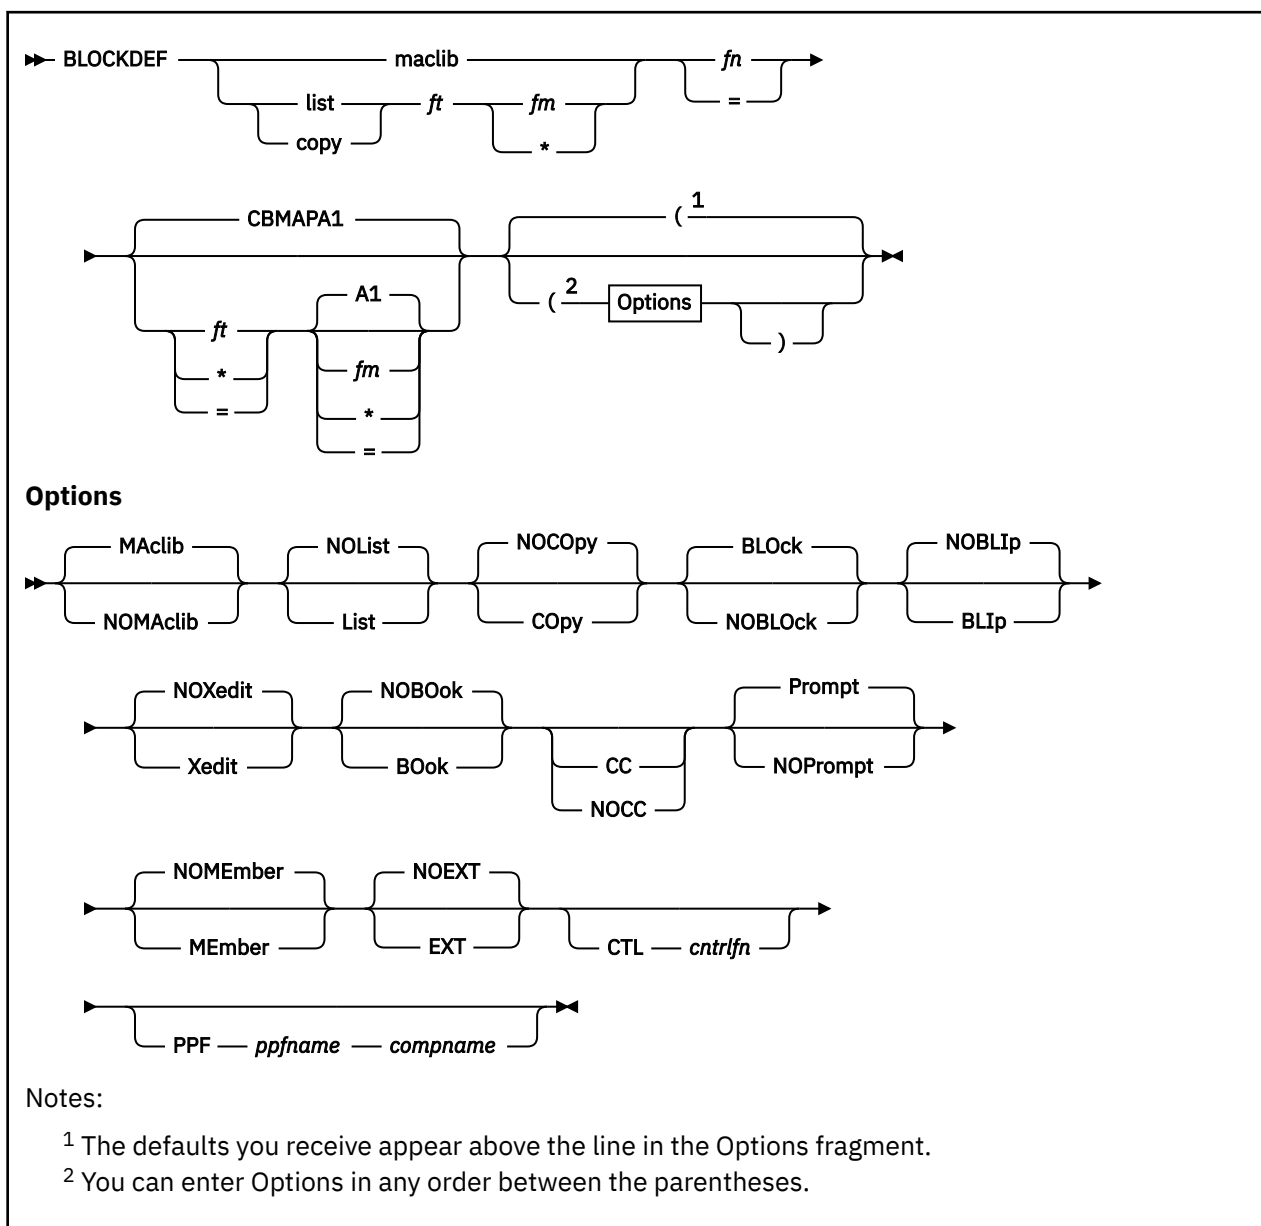 BLOCKDEF maclib fn
list ft fm =
copy *
CBMAPA1 ( 1
A1 ( 2 Options
ft )
* fm
= *
=
Options
MAclib NOList NOCOpy BLOck NOBLIp
NOMAclib List COpy NOBLOck BLIp
NOXedit NOBOok Prompt
Xedit BOok CC NOPrompt
NOCC
NOMEmber NOEXT
MEmber EXT CTL cntrlfn
PPF ppfname compname
Notes:
1 The defaults you receive appear above the line in the Options fragment.
2 You can enter Options in any order between the parentheses.